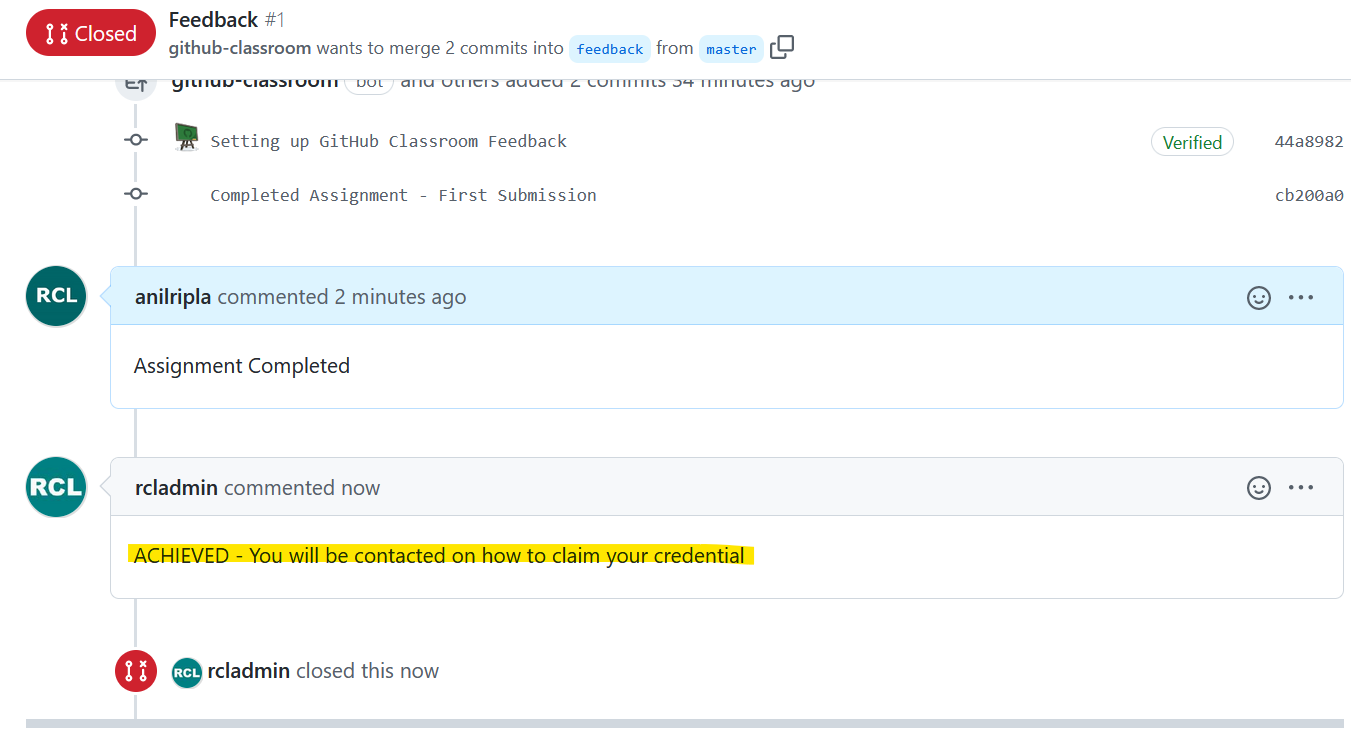 Closed
Feedback #1
github-classroom wants to merge 2 commits into feedback from master
github-classroom bot and others added 2 commits 34 minutes ago
Setting up GitHub Classroom Feedback Verified 44a8982
Completed Assignment - First Submission cb200a0
RCL
anilripla commented 2 minutes ago
Assignment Completed
RCL
rcladmin commented now
ACHIEVED - You will be contacted on how to claim your credential
RCL rcladmin closed this now